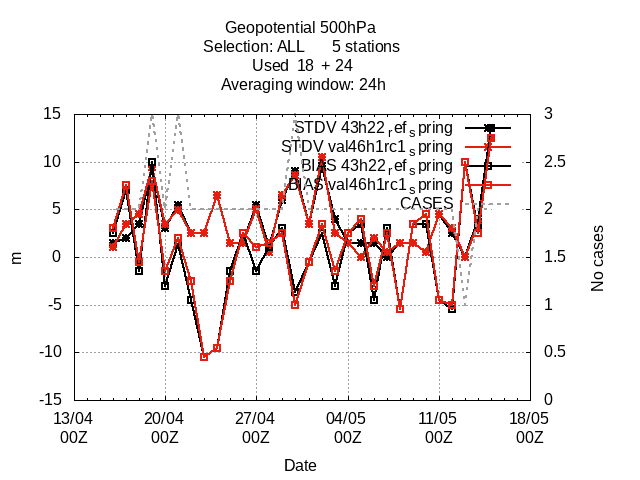 Geopotential 500hPa
Selection: ALL 5 stations
Used 18 + 24
Averaging window: 24h
STDV 43h22_ref_spring
STDV val46h1rc1_spring
BIAS 43h22_ref_spring
BIAS val46h1rc1_spring
CASES
15
10
5
0
-5
-10
-15
m
3
2.5
2
1.5
1
0.5
0
No cases
13/04 20/04 27/04 04/05 11/05 18/05
00Z 00Z 00Z 00Z 00Z 00Z
Date